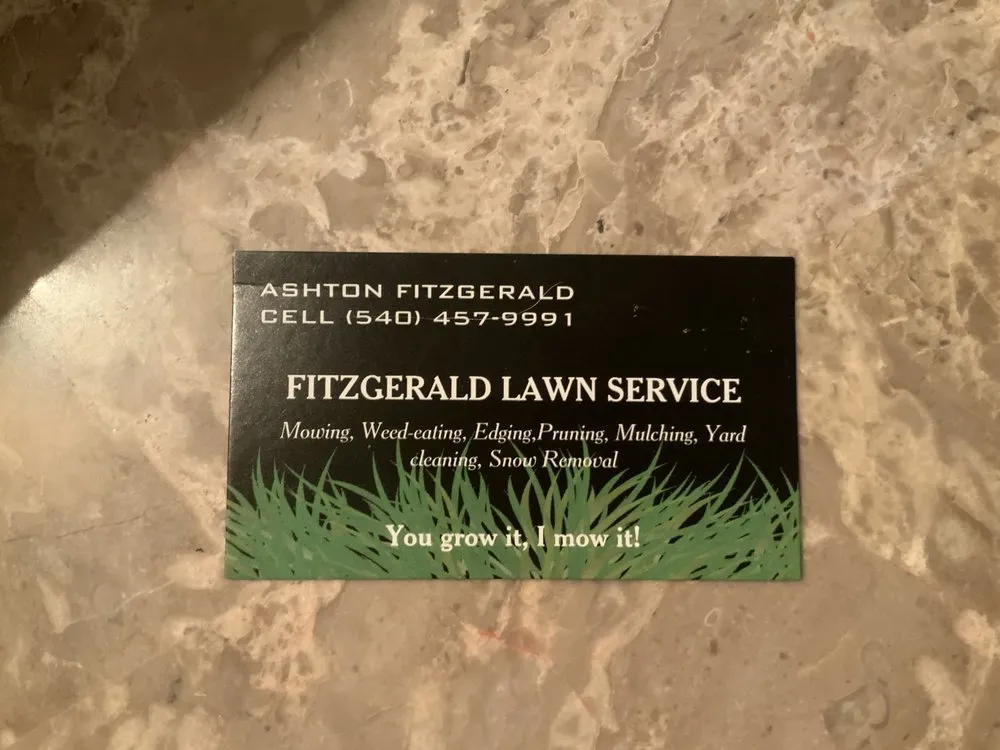 ASHTON FITZGERALD
CELL (540) 457-9991
FITZGERALD LAWN SERVICE
Mowing, Weed-eating, Edging,Pruning, Mulching, Yard
cleaning, Snow Removal
You grow it, I mow it!